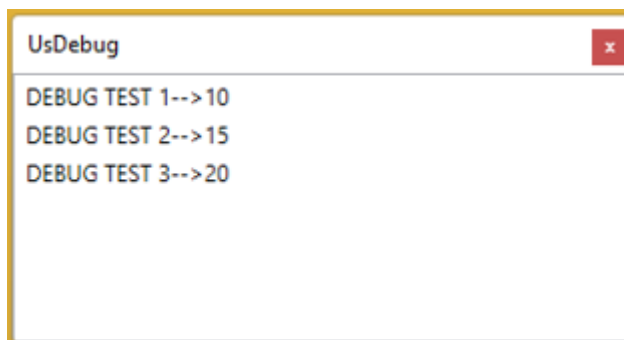 UsDebug
x
DEBUG TEST 1-->10
DEBUG TEST 2-->15
DEBUG TEST 3-->20